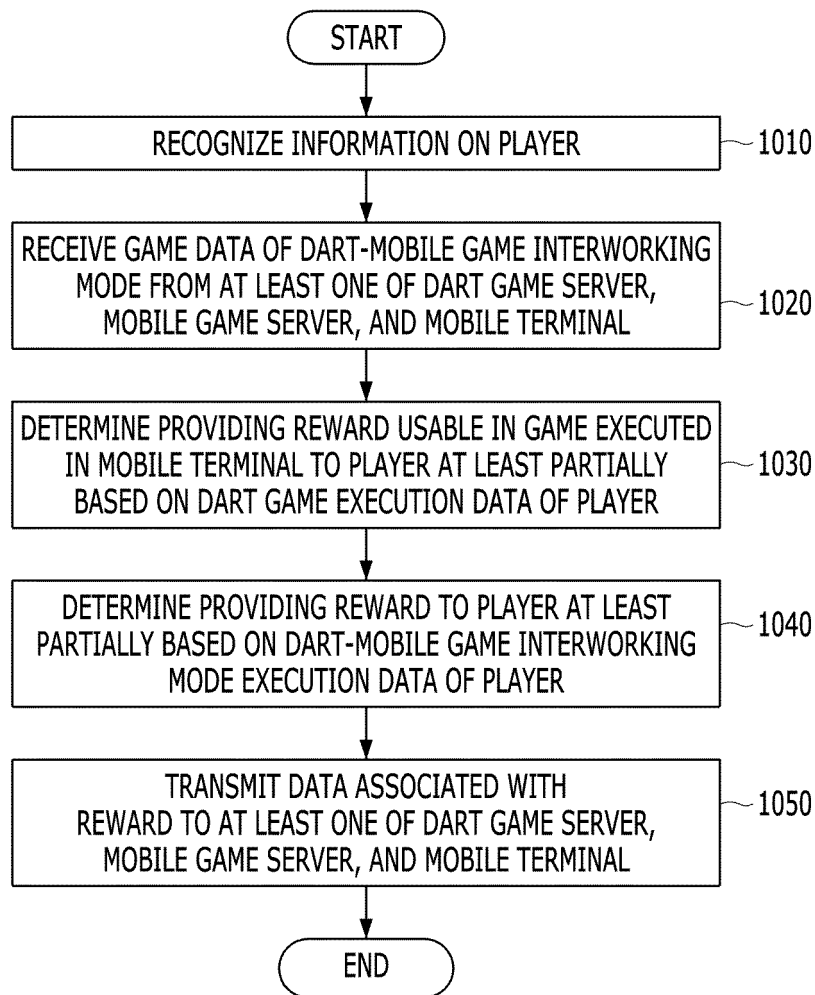 START
RECOGNIZE INFORMATION ON PLAYER
1010
RECEIVE GAME DATA OF DART-MOBILE GAME INTERWORKING
MODE FROM AT LEAST ONE OF DART GAME SERVER,
MOBILE GAME SERVER, AND MOBILE TERMINAL
1020
DETERMINE PROVIDING REWARD USABLE IN GAME EXECUTED
IN MOBILE TERMINAL TO PLAYER AT LEAST PARTIALLY
BASED ON DART GAME EXECUTION DATA OF PLAYER
1030
DETERMINE PROVIDING REWARD TO PLAYER AT LEAST
PARTIALLY BASED ON DART-MOBILE GAME INTERWORKING
MODE EXECUTION DATA OF PLAYER
1040
TRANSMIT DATA ASSOCIATED WITH
REWARD TO AT LEAST ONE OF DART GAME SERVER,
MOBILE GAME SERVER, AND MOBILE TERMINAL
1050
END